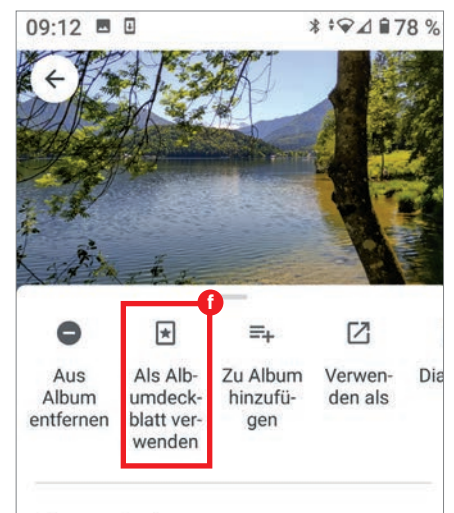 09:12 78 %
f
Aus
Album
entfernen
Als Alb-
umdeck-
blatt ver-
wenden
Zu Album
hinzufü-
gen
Verwen-
den als
Dia